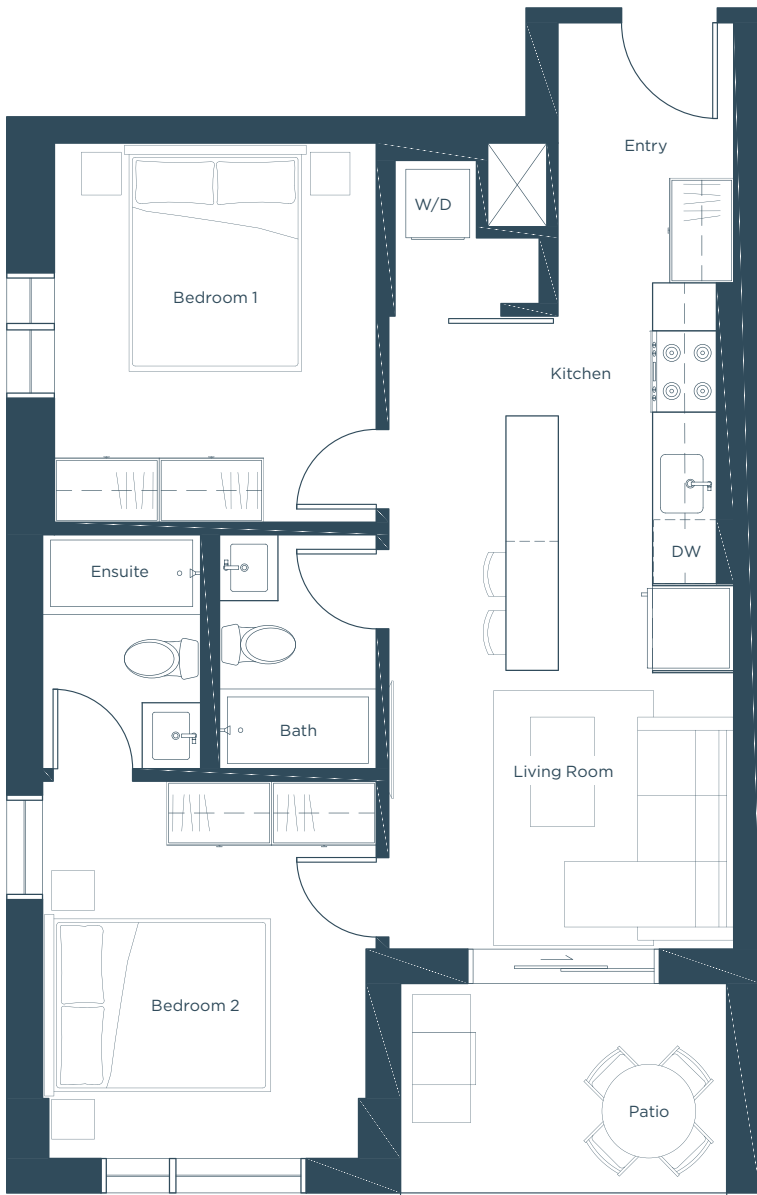 Entry
W/D
Bedroom 1
Kitchen
DW
Ensuite
Bath
Living Room
Bedroom 2
Patio